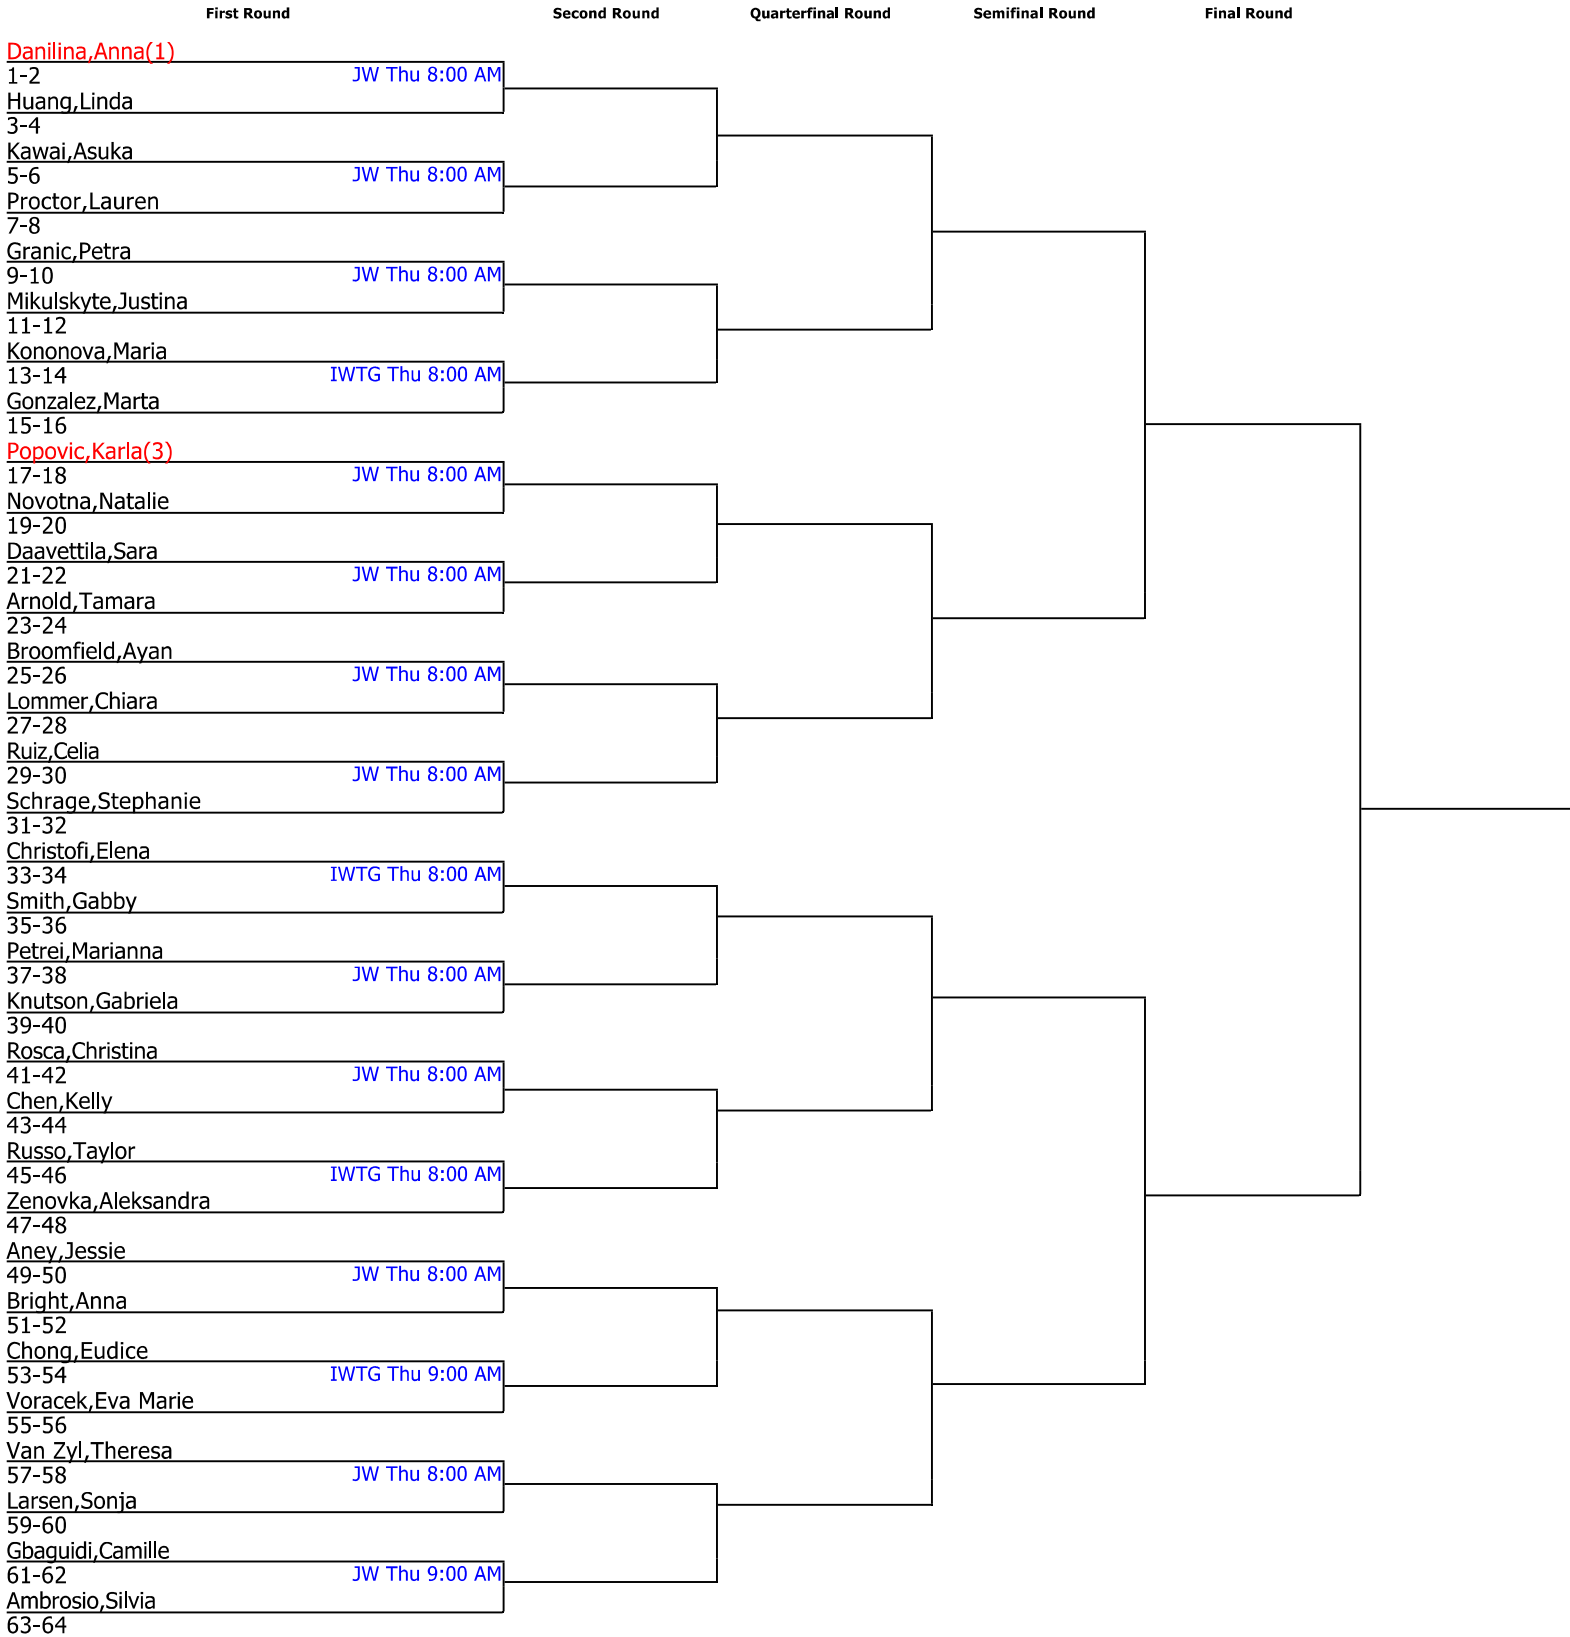 First Round Second Round Quarterfinal Round Semifinal Round Final Round
Danilina,Anna(1)
1-2 JW Thu 8:00 AM
Huang,Linda
3-4
Kawai,Asuka
5-6 JW Thu 8:00 AM
Proctor,Lauren
7-8
Granic,Petra
9-10 JW Thu 8:00 AM
Mikulskyte,Justina
11-12
Kononova,Maria
13-14 IWTG Thu 8:00 AM
Gonzalez,Marta
15-16
Popovic,Karla(3)
17-18 JW Thu 8:00 AM
Novotna,Natalie
19-20
Daavettila,Sara
21-22 JW Thu 8:00 AM
Arnold,Tamara
23-24
Broomfield,Ayan
25-26 JW Thu 8:00 AM
Lommer,Chiara
27-28
Ruiz,Celia
29-30 JW Thu 8:00 AM
Schrage,Stephanie
31-32
Christofi,Elena
33-34 IWTG Thu 8:00 AM
Smith,Gabby
35-36
Petrei,Marianna
37-38 JW Thu 8:00 AM
Knutson,Gabriela
39-40
Rosca,Christina
41-42 JW Thu 8:00 AM
Chen,Kelly
43-44
Russo,Taylor
45-46 IWTG Thu 8:00 AM
Zenovka,Aleksandra
47-48
Aney,Jessie
49-50 JW Thu 8:00 AM
Bright,Anna
51-52
Chong,Eudice
53-54 IWTG Thu 9:00 AM
Voracek,Eva Marie
55-56
Van Zyl,Theresa
57-58 JW Thu 8:00 AM
Larsen,Sonja
59-60
Gbaguidi,Camille
61-62 JW Thu 9:00 AM
Ambrosio,Silvia
63-64